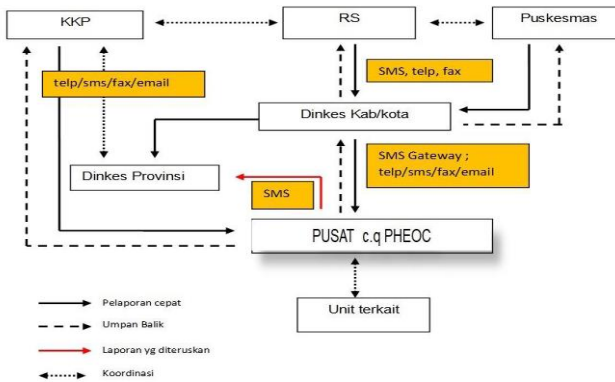 KKP
RS
Puskesmas
telp/sms/fax/email
SMS, telp, fax
Dinkes Kab/kota
SMS Gateway ;
telp/sms/fax/email
Dinkes Provinsi
SMS
PUSAT c.q PHEOC
Unit terkait
Pelaporan cepat
Umpan Balik
Laporan yg diteruskan
Koordinasi